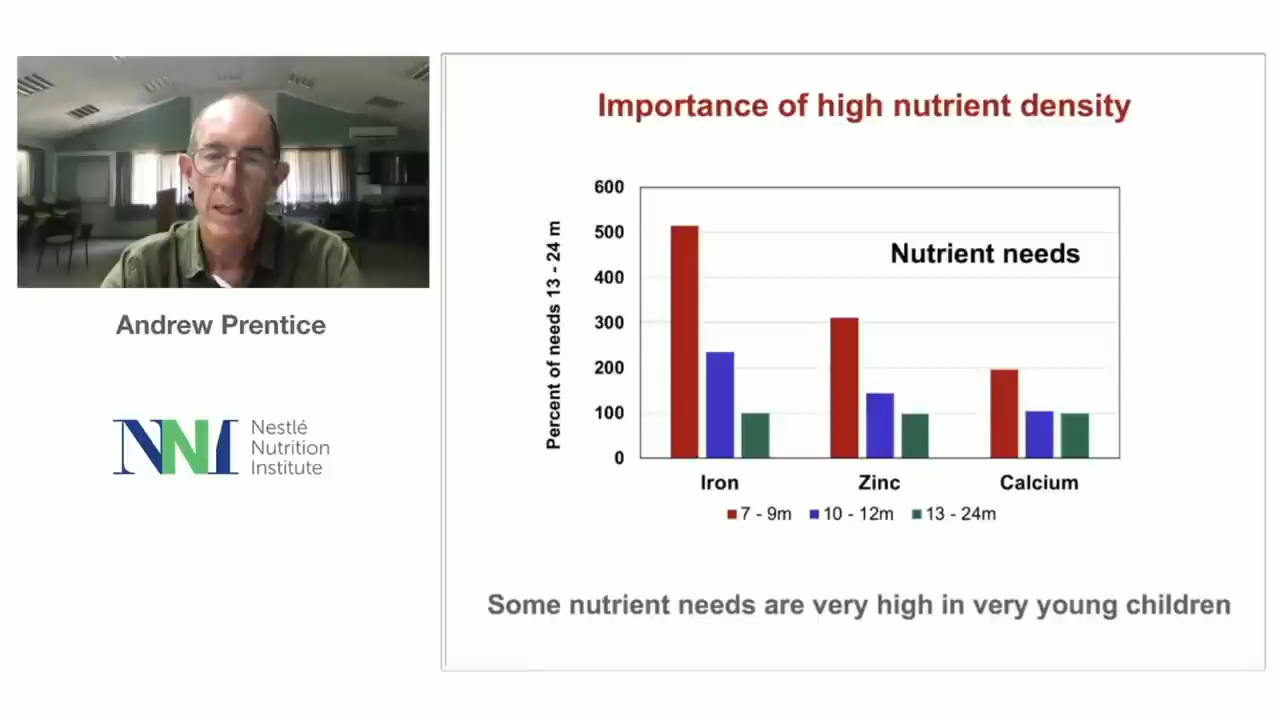 Andrew Prentice
NNI
Nestlé
Nutrition
Institute
Importance of high nutrient density
Percent of needs 13 - 24 m
600
500
400
300
200
100
0
Nutrient needs
Iron Zinc Calcium
7 - 9m 10 - 12m 13 - 24m
Some nutrient needs are very high in very young children